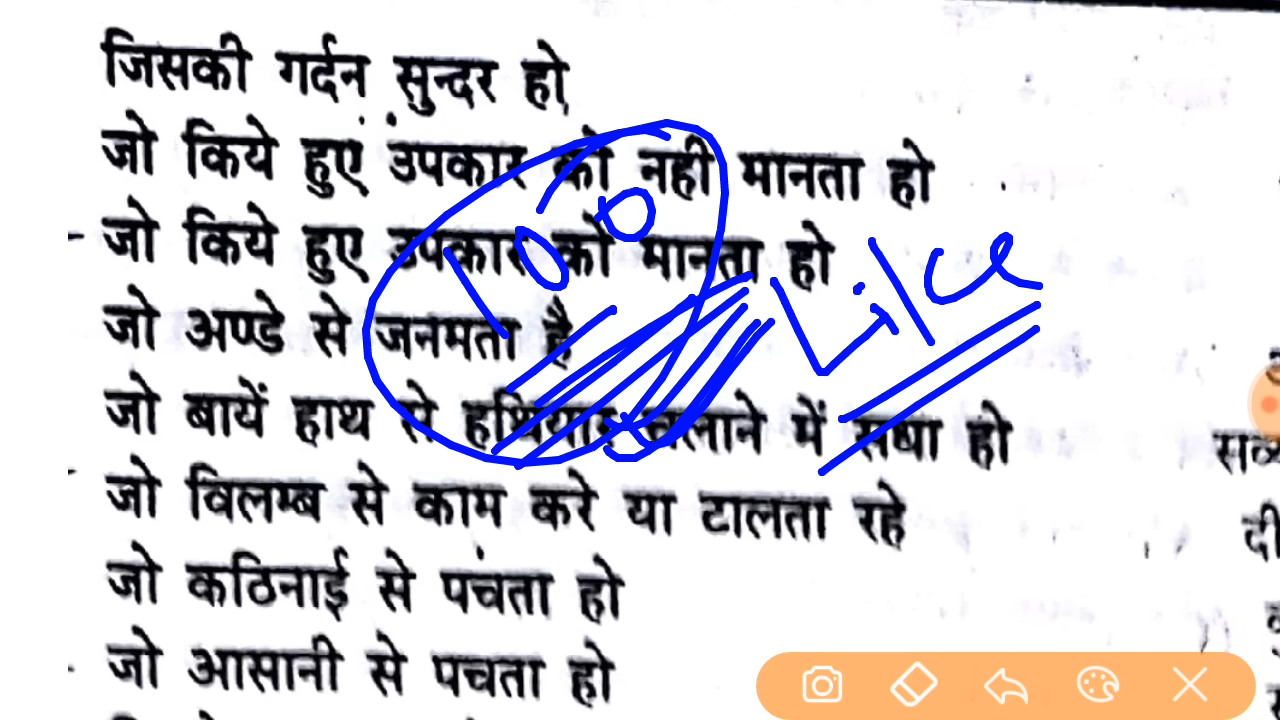 जिसकी गर्दन सुन्दर हो
जो किये हुए उपकार को नही मानता हो
जो किये हुए उपकार को मानता हो
जो अण्डे से जनमता है
जो बायें हाथ से हथियार चलाने में सधा हो
जो विलम्ब से काम करे या टालता रहे
दी
जो कठिनाई से पचता हो
जो आसानी से पचता हो
100
Like